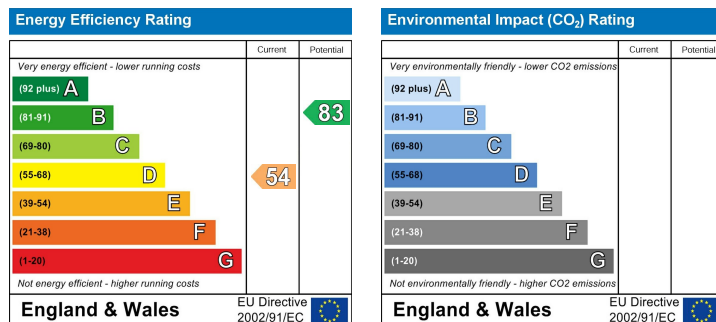 Energy Efficiency Rating
Current Potential
Very energy efficient - lower running costs
(92 plus) A
(81-91) B
83
(69-80) C
(55-68) D
54
(39-54) E
(21-38) F
(1-20) G
Not energy efficient - higher running costs
England & Wales
EU Directive
2002/91/EC
Environmental Impact (CO₂) Rating
Current Potential
Very environmentally friendly - lower CO2 emissions
(92 plus) A
(81-91) B
(69-80) C
(55-68) D
(39-54) E
(21-38) F
(1-20) G
Not environmentally friendly - higher CO2 emissions
England & Wales
EU Directive
2002/91/EC